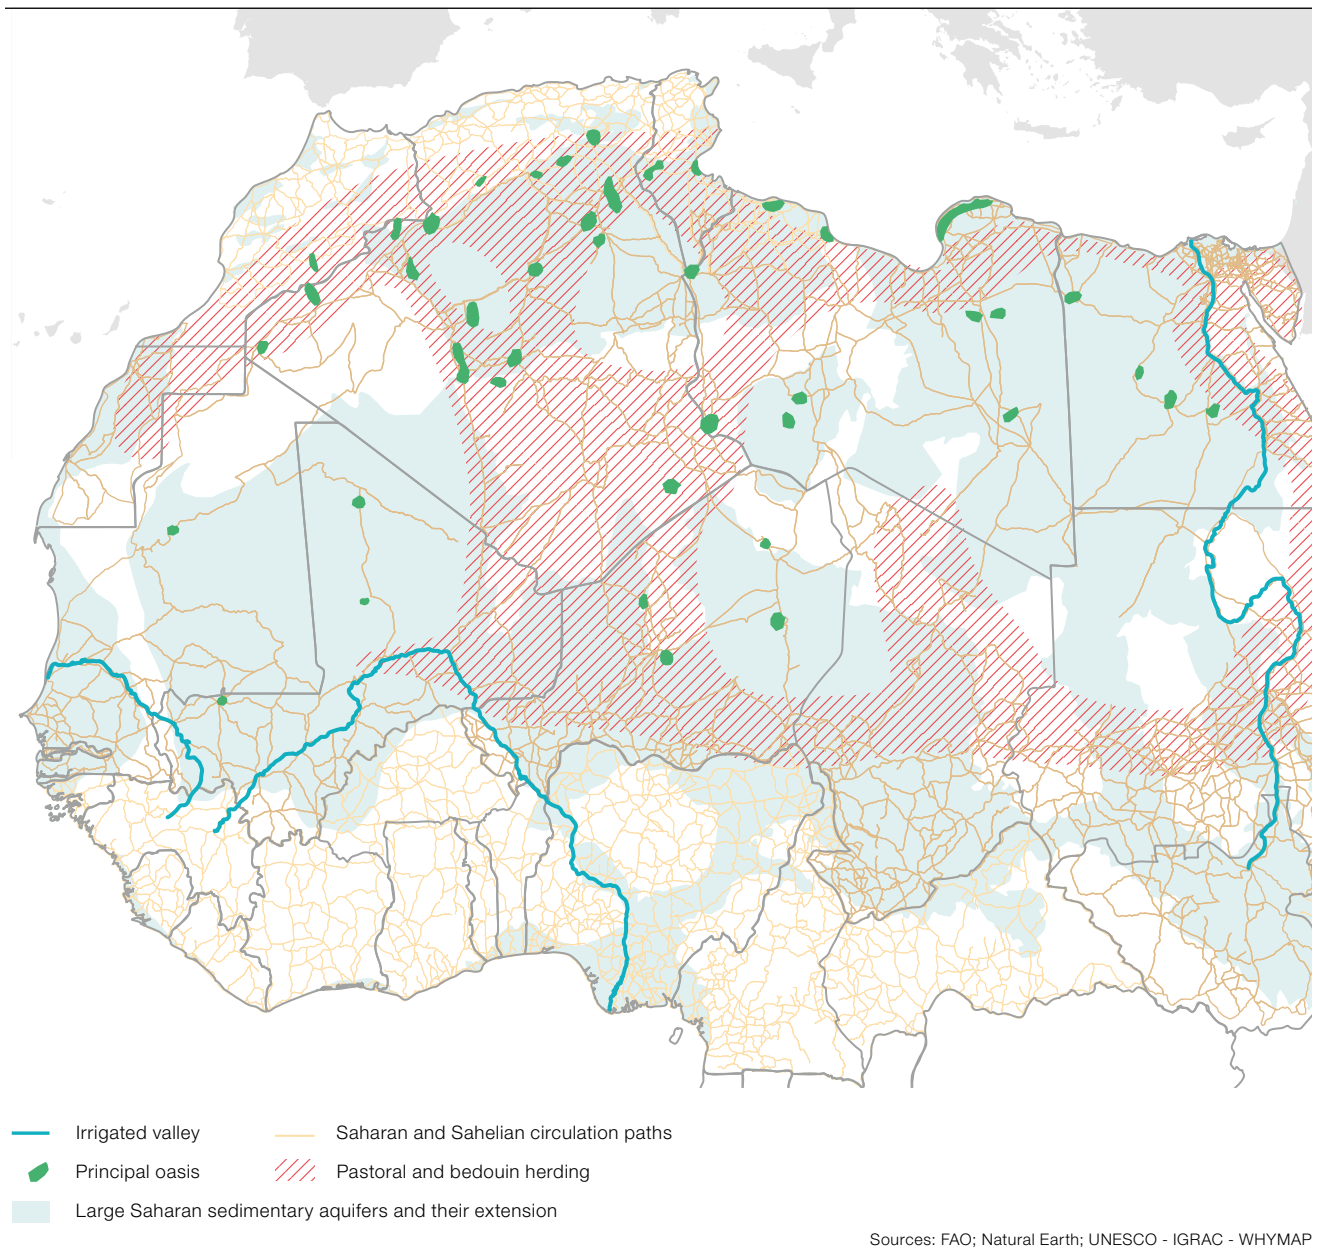 Irrigated valley
Saharan and Sahelian circulation paths
Principal oasis
Pastoral and bedouin herding
Large Saharan sedimentary aquifers and their extension
Sources: FAO; Natural Earth; UNESCO - IGRAC - WHYMAP